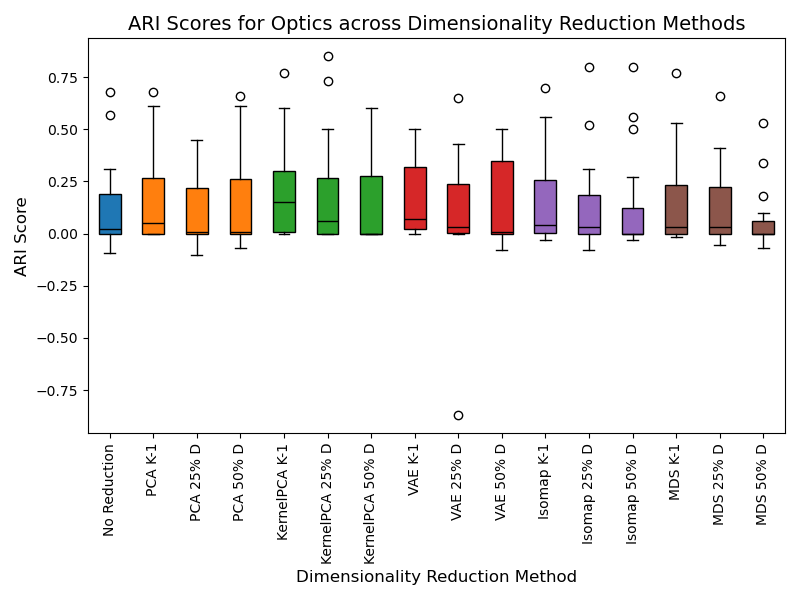 ARI Scores for Optics across Dimensionality Reduction Methods
ARI Score
0.75
0.50
0.25
0.00
−0.25
−0.50
−0.75
No Reduction
PCA K-1
PCA 25% D
PCA 50% D
KernelPCA K-1
KernelPCA 25% D
KernelPCA 50% D
VAE K-1
VAE 25% D
VAE 50% D
Isomap K-1
Isomap 25% D
Isomap 50% D
MDS K-1
MDS 25% D
MDS 50% D
Dimensionality Reduction Method